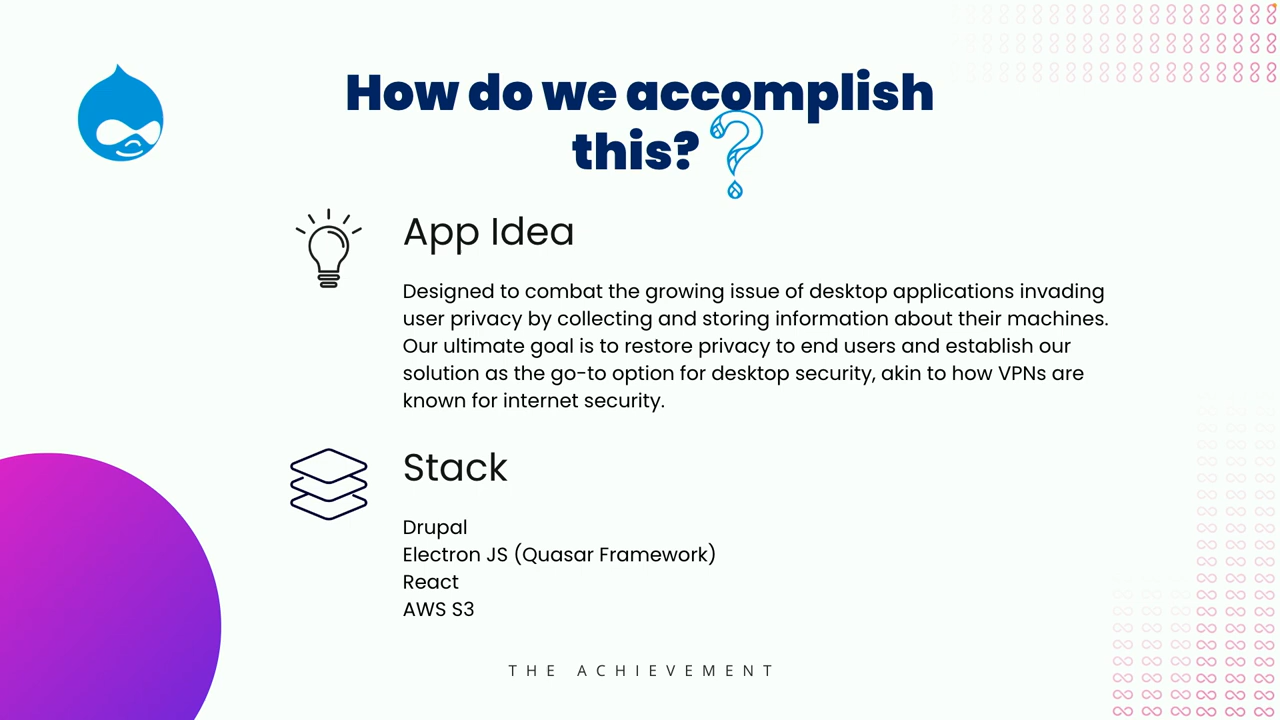 How do we accomplish
this?
App Idea
Designed to combat the growing issue of desktop applications invading
user privacy by collecting and storing information about their machines.
Our ultimate goal is to restore privacy to end users and establish our
solution as the go-to option for desktop security, akin to how VPNs are
known for internet security.
Stack
Drupal
Electron JS (Quasar Framework)
React
AWS S3
THE ACHIEVEMENT